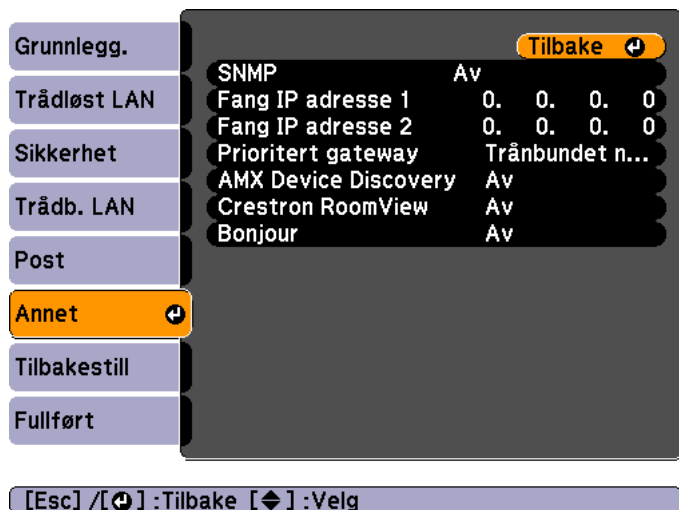 Grunnlegg.
Trådløst LAN
Sikkerhet
Trådb. LAN
Post
Annet
Tilbakestill
Fullført
Tilbake
SNMP Av
Fang IP adresse 1 0. 0. 0. 0
Fang IP adresse 2 0. 0. 0. 0
Prioritert gateway Trånbundet n...
AMX Device Discovery Av
Crestron RoomView Av
Bonjour Av
[Esc] /[ ] :Tilbake [ ] :Velg